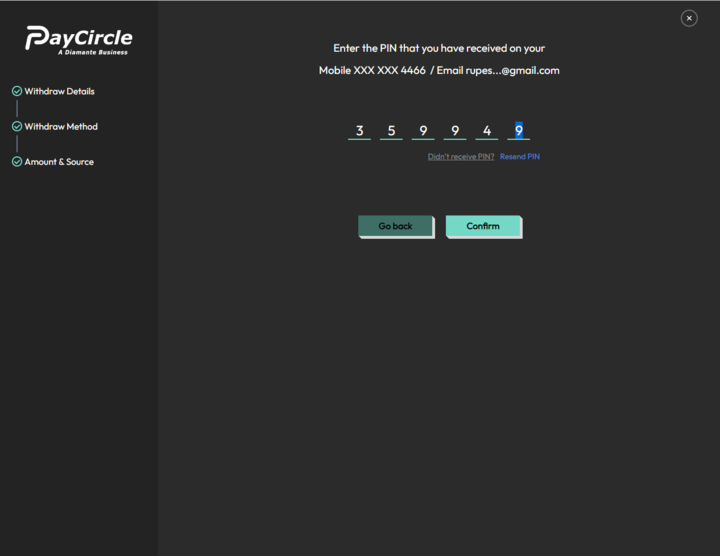 PayCircle
A Diamante Business
Withdraw Details
Withdraw Method
Amount & Source
Enter the PIN that you have received on your
Mobile XXX XXX 4466 / Email rupes...@gmail.com
3 5 9 9 4 9
Didn't receive PIN? Resend PIN
Go back Confirm